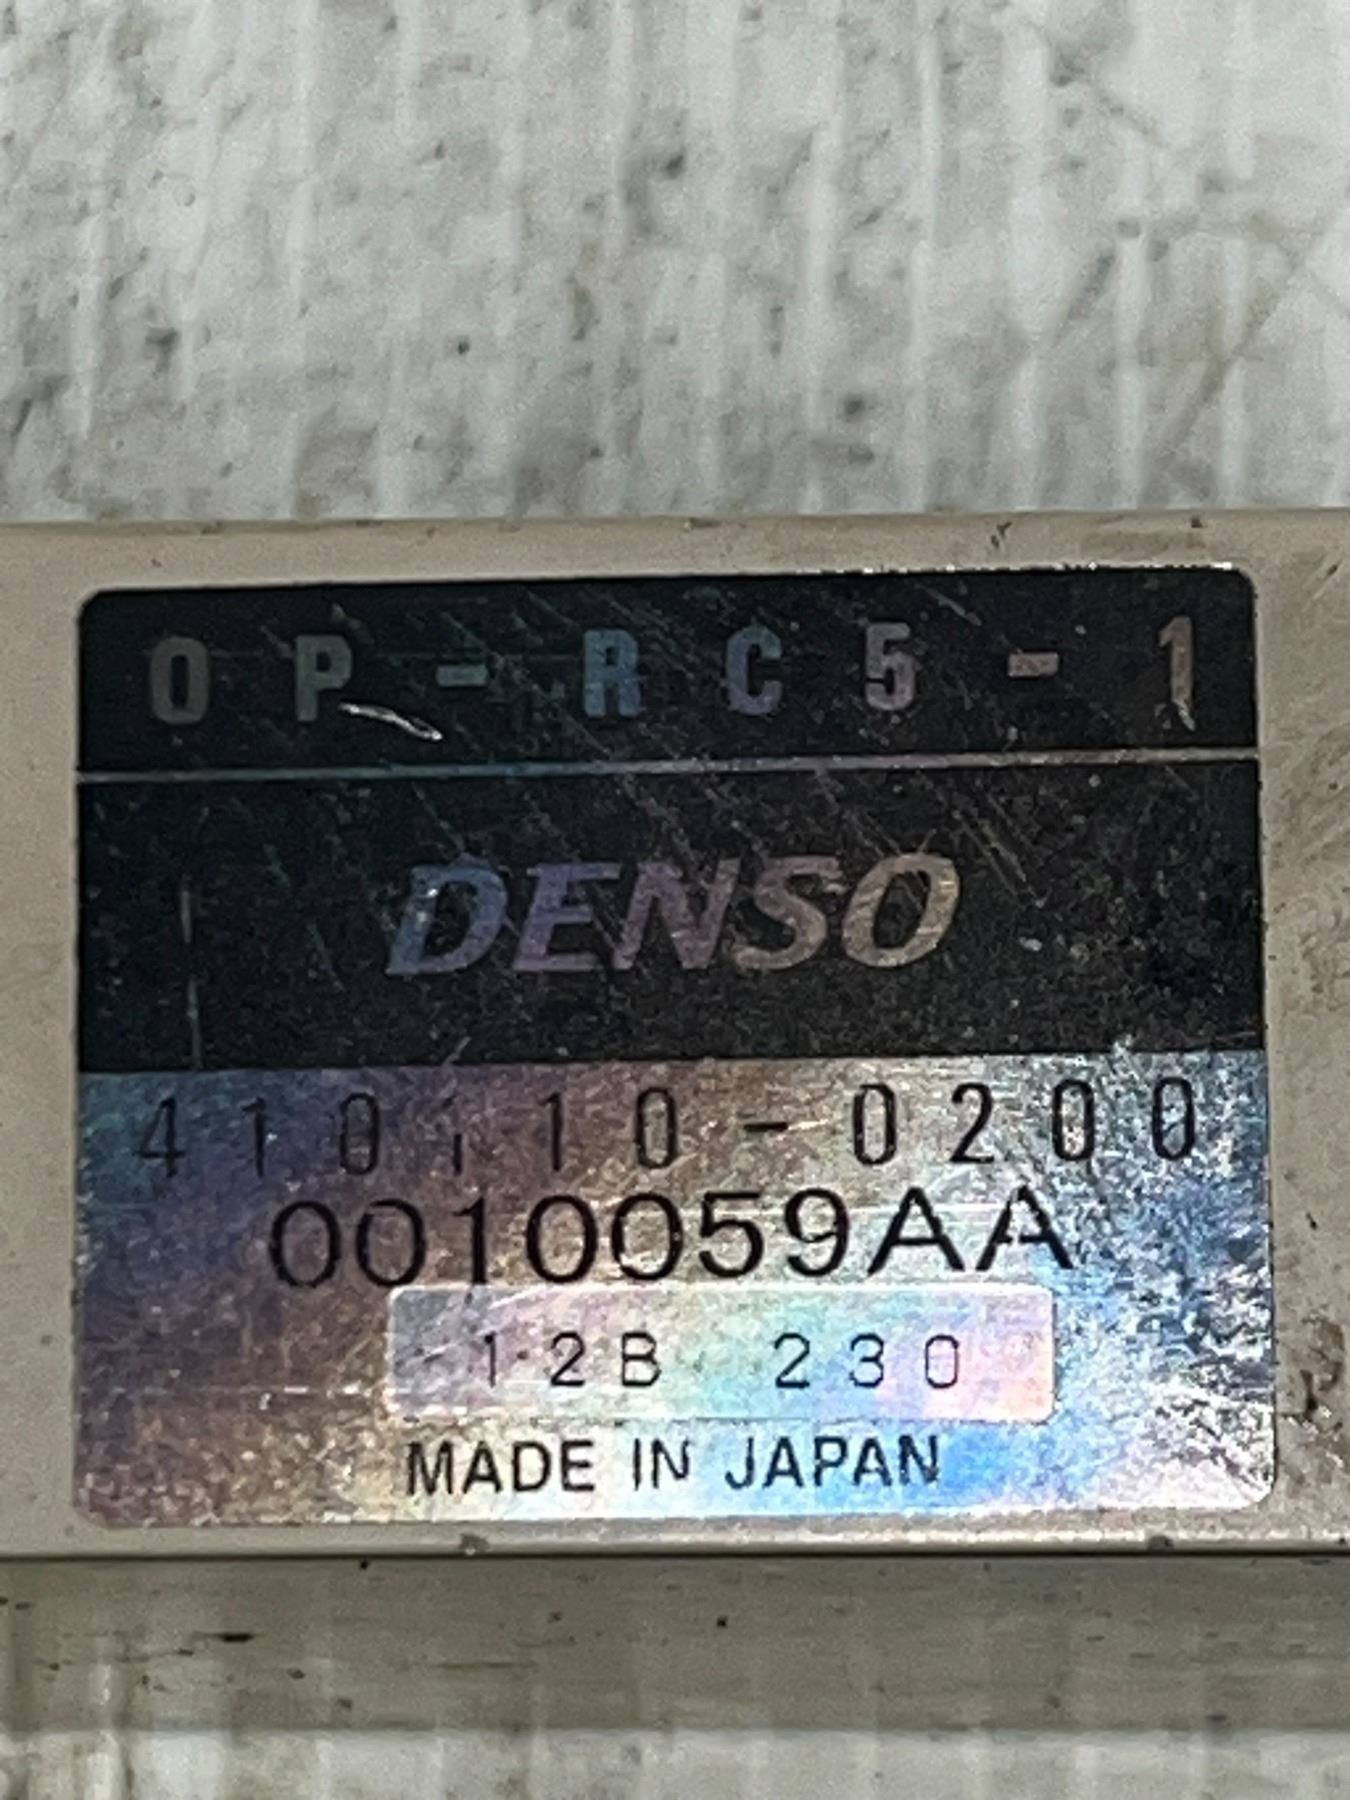 OP-RC5-1
DENSO
410110-0200
0010059AA
12B 230
MADE IN JAPAN